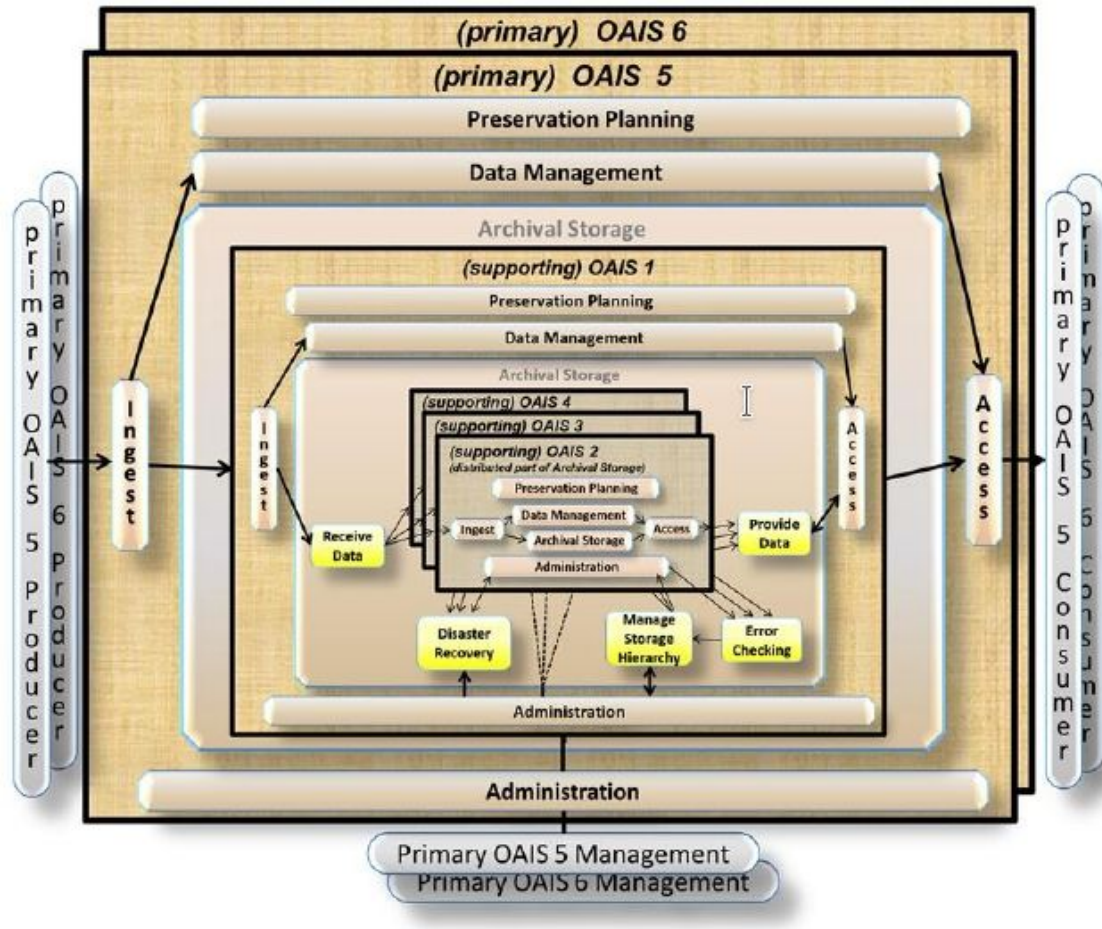 (primary) OAIS 6
(primary) OAIS 5
Preservation Planning
Data Management
Archival Storage
(supporting) OAIS 1
Preservation Planning
Data Management
Archival Storage
(supporting) OAIS 4
(supporting) OAIS 3
(supporting) OAIS 2
(distributed part of Archival Storage)
Preservation Planning
Ingest
Data Management
Archival Storage
Access
Administration
Receive
Data
Provide
Data
Disaster
Recovery
Manage
Storage
Hierarchy
Error
Checking
Administration
Ingest
Access
Administration
Ingest
Access
primary OAIS 5 Producer
primary OAIS 6 Producer
primary OAIS 5 Consumer
primary OAIS 6 Consumer
Primary OAIS 5 Management
Primary OAIS 6 Management